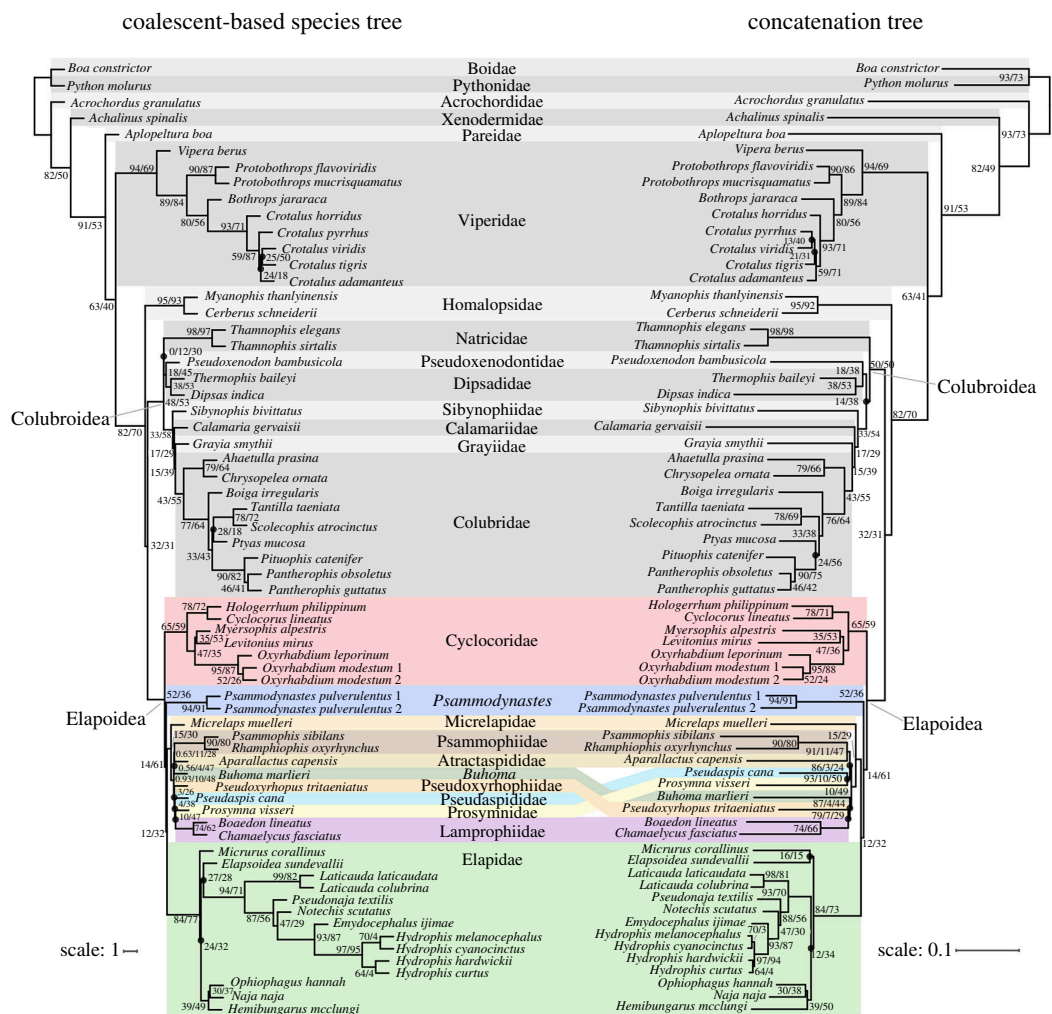 coalescent-based species tree
concatenation tree
Boa constrictor
Boidae
Boa constrictor
93/73
Python molurus
Pythonidae
Python molurus
Acrochordus granulatus
Acrochordidae
Acrochordus granulatus
Achalinus spinalis
Xenodermidae
Achalinus spinalis
93/73
Aplopeltura boa
Pareidae
Aplopeltura boa
Vipera berus
Vipera berus
82/50
94/69
90/87
Protobothrops flavoviridis
Protobothrops flavoviridis
90/86
94/69
82/49
Protobothrops mucrisquamatus
Protobothrops mucrisquamatus
89/84
Bothrops jararaca
Bothrops jararaca
89/84
91/53
80/56
93/71
Crotalus horridus
Viperidae
Crotalus horridus
80/56
91/53
Crotalus pyrrhus
Crotalus pyrrhus
13/40
59/87
25/50
Crotalus viridis
Crotalus viridis
21/31
93/71
Crotalus tigris
Crotalus tigris
24/18
Crotalus adamanteus
Crotalus adamanteus
59/71
63/40
95/93
Myanophis thanlyinensis
Homalopsidae
Myanophis thanlyinensis
95/92
63/41
Cerberus schneiderii
Cerberus schneiderii
98/97
Thamnophis elegans
Natricidae
Thamnophis elegans
98/98
Thamnophis sirtalis
Thamnophis sirtalis
0/12/30
Pseudoxenodon bambusicola
Pseudoxenodontidae
Pseudoxenodon bambusicola
50/50
18/45
Thermophis baileyi
Dipsadidae
Thermophis baileyi
18/38
38/53
Dipsas indica
Dipsas indica
38/53
Colubroidea
48/53
14/38
Colubroidea
Sibynophis bivittatus
Sibynophiidae
Sibynophis bivittatus
82/70
33/58
Calamaria gervaisii
Calamariidae
Calamaria gervaisii
33/54
82/70
17/29
Grayia smythii
Grayiidae
Grayia smythii
17/29
15/39
79/64
Ahaetulla prasina
Ahaetulla prasina
79/66
15/39
Chrysopelea ornata
Chrysopelea ornata
43/55
Boiga irregularis
Boiga irregularis
43/55
77/64
78/72
Tantilla taeniata
Colubridae
Tantilla taeniata
78/69
76/64
28/18
Scolecophis atrocinctus
Scolecophis atrocinctus
33/38
32/31
Ptyas mucosa
Ptyas mucosa
32/31
33/43
Pituophis catenifer
Pituophis catenifer
24/56
90/82
Pantherophis obsoletus
Pantherophis obsoletus
90/75
46/41
Pantherophis guttatus
Pantherophis guttatus
46/42
78/72
Hologerrhum philippinum
Hologerrhum philippinum
78/71
Cyclocorus lineatus
Cyclocorus lineatus
65/59
35/53
Myersophis alpestris
Cyclocoridae
Myersophis alpestris
35/53
65/59
Levitonius mirus
Levitonius mirus
47/35
Oxyrhabdium leporinum
Oxyrhabdium leporinum
47/36
95/87
Oxyrhabdium modestum 1
Oxyrhabdium modestum 1
95/88
52/26
Oxyrhabdium modestum 2
Oxyrhabdium modestum 2
52/24
52/36
Psammodynastes pulverulentus 1
Psammodynastes
Psammodynastes pulverulentus 1
52/36
94/91
Psammodynastes pulverulentus 2
Psammodynastes pulverulentus 2
94/91
Elapoidea
Micrelaps muelleri
Micrelapidae
Micrelaps muelleri
Elapoidea
15/30
90/80
Psammophis sibilans
Psammophiidae
Psammophis sibilans
90/80
15/29
Rhamphiophis oxyrhynchus
Rhamphiophis oxyrhynchus
0.63/11/28
Aparallactus capensis
Atractaspididae
Aparallactus capensis
91/11/47
14/61
0.56/4/47
Buhoma marlieri
Buhoma
Pseudaspis cana
86/3/24
14/61
0.93/10/48
Pseudoxyrhopus tritaeniatus
Pseudoxyrhophiidae
Prosymna visseri
93/10/50
3/26
Pseudaspis cana
Pseudaspididae
Buhoma marlieri
10/49
4/38
Prosymna visseri
Prosymnidae
Pseudoxyrhopus tritaeniatus
87/4/44
10/47
Boaedon lineatus
Lamprophiidae
Boaedon lineatus
79/7/29
74/62
Chamaelycus fasciatus
Chamaelycus fasciatus
74/66
12/32
12/32
Micrurus corallinus
Elapidae
Micrurus corallinus
16/15
Elapsoidea sundevallii
Elapsoidea sundevallii
27/28
99/82
Laticauda laticaudata
Laticauda laticaudata
98/81
94/71
Laticauda colubrina
Laticauda colubrina
93/70
Pseudonaja textilis
Pseudonaja textilis
84/77
87/56
Notechis scutatus
Notechis scutatus
88/56
84/73
47/29
Emydocephalus ijimae
Emydocephalus ijimae
47/30
93/87
70/4
Hydrophis melanocephalus
Hydrophis melanocephalus
70/3
93/87
scale: 1
24/32
97/95
Hydrophis cyanocinctus
Hydrophis cyanocinctus
12/34
scale: 0.1
Hydrophis hardwickii
Hydrophis hardwickii
97/94
64/4
Hydrophis curtus
Hydrophis curtus
64/4
30/37
Ophiophagus hannah
Ophiophagus hannah
30/38
Naja naja
Naja naja
39/49
Hemibungarus mcclungi
Hemibungarus mcclungi
39/50